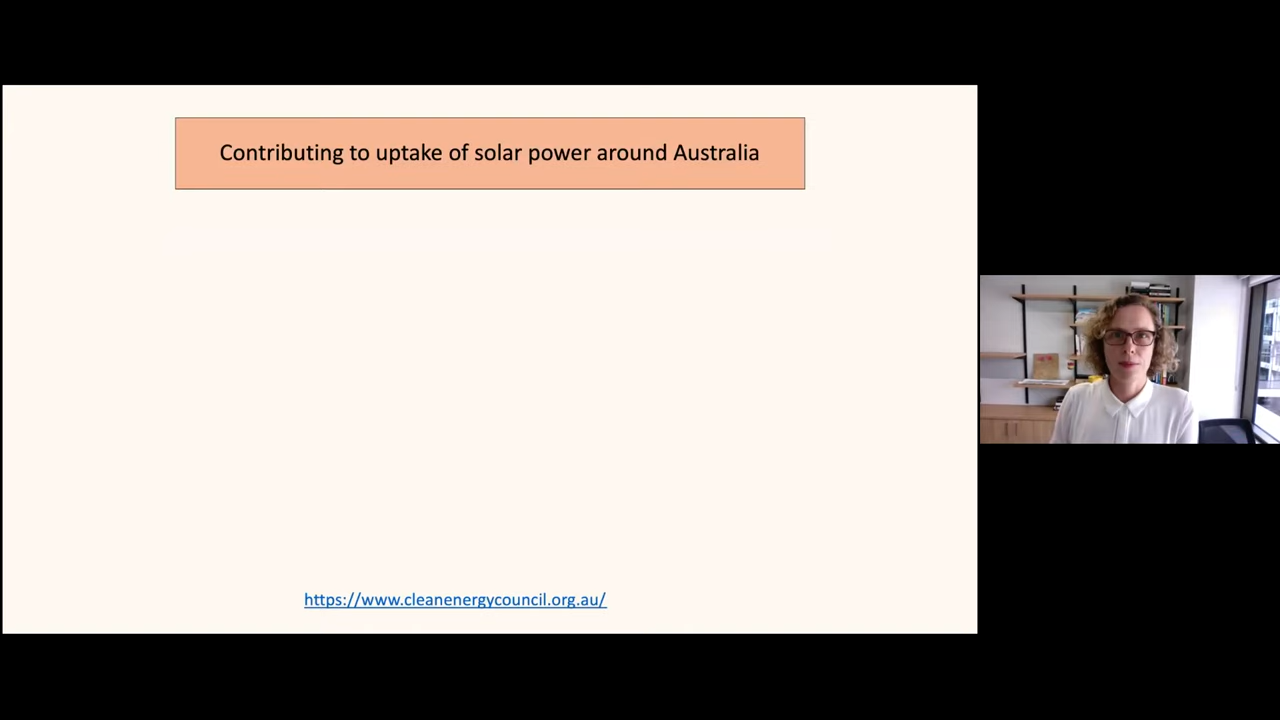 Contributing to uptake of solar power around Australia
https://www.cleanenergycouncil.org.au/